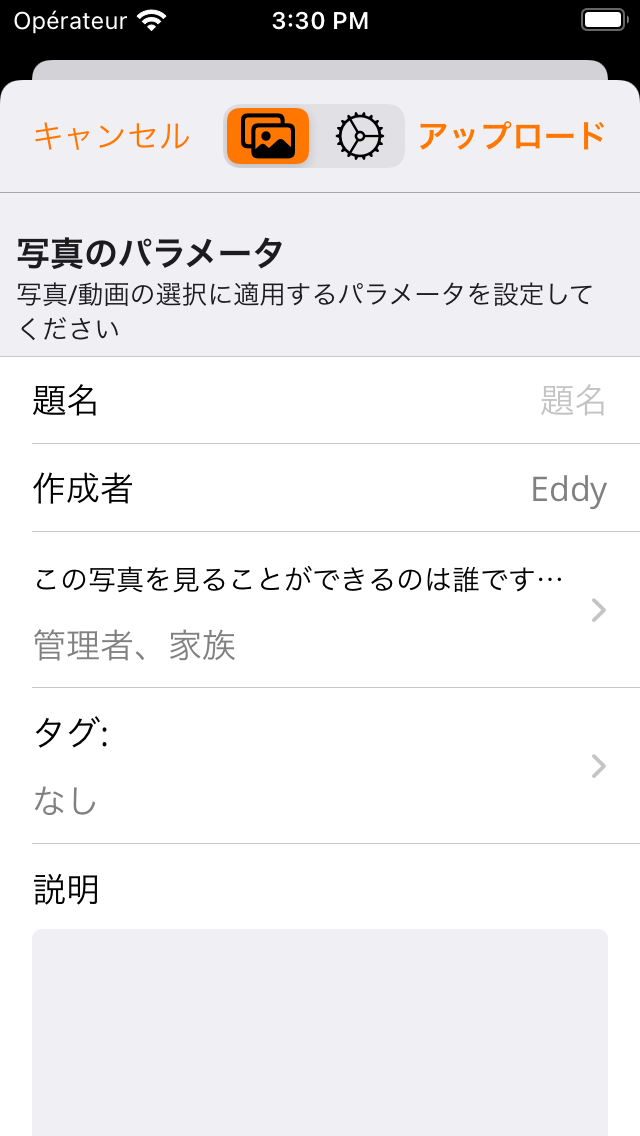 Opérateur 3:30 PM
キャンセル アップロード
写真のパラメータ
写真/動画の選択に適用するパラメータを設定して
ください
題名 題名
作成者 Eddy
この写真を見ることができるのは誰です…
管理者、家族
タグ:
なし
説明